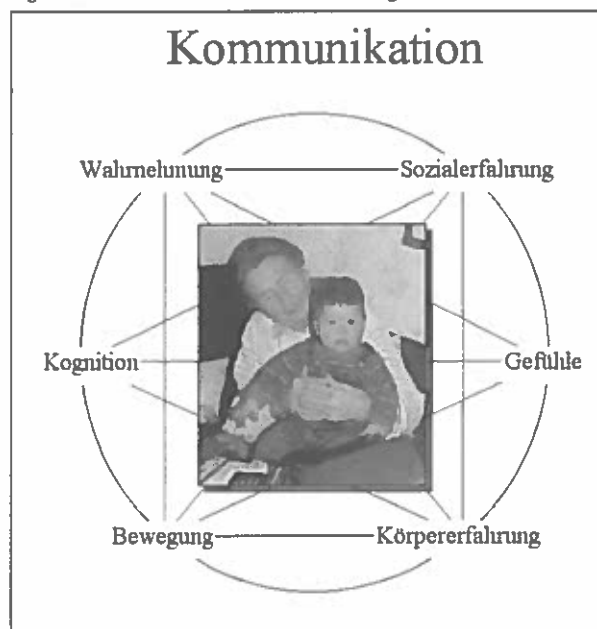 Kommunikation
Wahrnehmung Sozialerfahrung
Kognition Gefühle
Bewegung Körpererfahrung